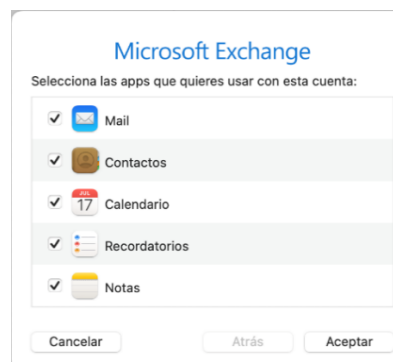 Microsoft Exchange
Selecciona las apps que quieres usar con esta cuenta:
Mail
Contactos
JUL
17
Calendario
Recordatorios
Notas
Cancelar
Atrás
Aceptar